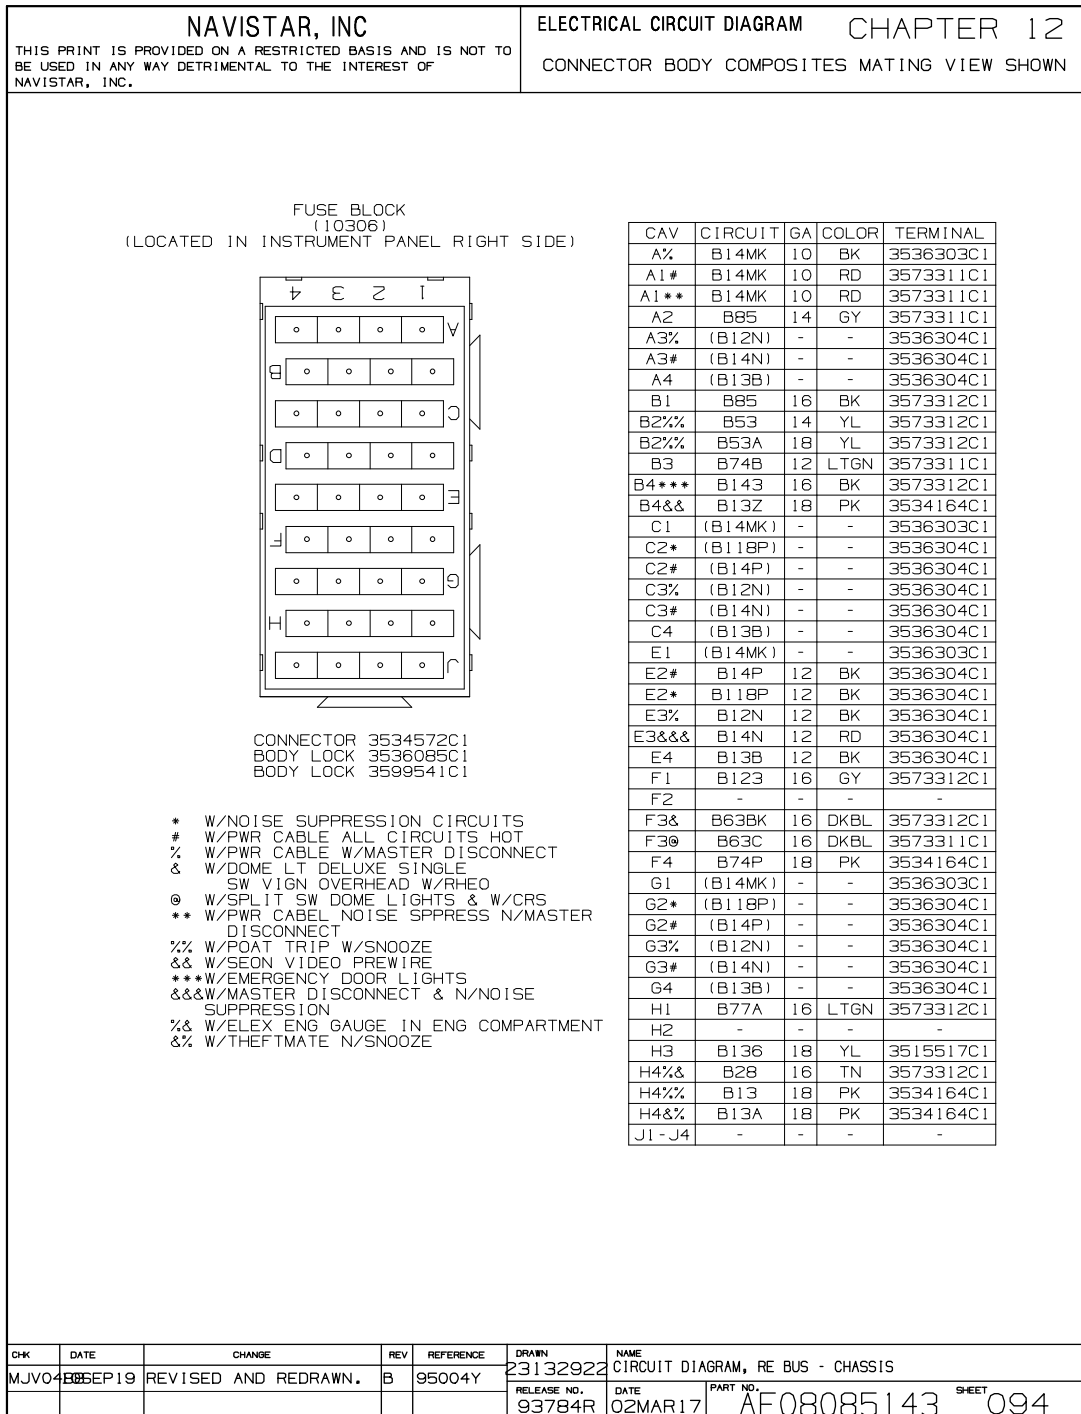 NAVISTAR, INC
THIS PRINT IS PROVIDED ON A RESTRICTED BASIS AND IS NOT TO
BE USED IN ANY WAY DETRIMENTAL TO THE INTEREST OF
NAVISTAR, INC.
ELECTRICAL CIRCUIT DIAGRAM CHAPTER 12
CONNECTOR BODY COMPOSITES MATING VIEW SHOWN
FUSE BLOCK
(10306)
(LOCATED IN INSTRUMENT PANEL RIGHT SIDE)
4 3 2 1
A
B
C
D
E
F
G
H
J
CONNECTOR 3534572C1
BODY LOCK 3536085C1
BODY LOCK 3599541C1
* W/NOISE SUPPRESSION CIRCUITS
# W/PWR CABLE ALL CIRCUITS HOT
% W/PWR CABLE W/MASTER DISCONNECT
& W/DOME LT DELUXE SINGLE
SW VIGN OVERHEAD W/RHEO
@ W/SPLIT SW DOME LIGHTS & W/CRS
** W/PWR CABEL NOISE SPPRESS N/MASTER
DISCONNECT
%% W/POAT TRIP W/SNOOZE
&& W/SEON VIDEO PREWIRE
***W/EMERGENCY DOOR LIGHTS
&&&W/MASTER DISCONNECT & N/NOISE
SUPPRESSION
%& W/ELEX ENG GAUGE IN ENG COMPARTMENT
&% W/THEFTMATE N/SNOOZE
CAV CIRCUIT GA COLOR TERMINAL
A% B14MK 10 BK 3536303C1
A1# B14MK 10 RD 3573311C1
A1** B14MK 10 RD 3573311C1
A2 B85 14 GY 3573311C1
A3% (B12N) - - 3536304C1
A3# (B14N) - - 3536304C1
A4 (B13B) - - 3536304C1
B1 B85 16 BK 3573312C1
B2%% B53 14 YL 3573312C1
B2%% B53A 18 YL 3573312C1
B3 B74B 12 LTGN 3573311C1
B4*** B143 16 BK 3573312C1
B4&& B13Z 18 PK 3534164C1
C1 (B14MK) - - 3536303C1
C2* (B118P) - - 3536304C1
C2# (B14P) - - 3536304C1
C3% (B12N) - - 3536304C1
C3# (B14N) - - 3536304C1
C4 (B13B) - - 3536304C1
E1 (B14MK) - - 3536303C1
E2# B14P 12 BK 3536304C1
E2* B118P 12 BK 3536304C1
E3% B12N 12 BK 3536304C1
E3&&& B14N 12 RD 3536304C1
E4 B13B 12 BK 3536304C1
F1 B123 16 GY 3573312C1
F2 - - - -
F3& B63BK 16 DKBL 3573312C1
F3@ B63C 16 DKBL 3573311C1
F4 B74P 18 PK 3534164C1
G1 (B14MK) - - 3536303C1
G2* (B118P) - - 3536304C1
G2# (B14P) - - 3536304C1
G3% (B12N) - - 3536304C1
G3# (B14N) - - 3536304C1
G4 (B13B) - - 3536304C1
H1 B77A 16 LTGN 3573312C1
H2 - - - -
H3 B136 18 YL 3515517C1
H4%& B28 16 TN 3573312C1
H4%% B13 18 PK 3534164C1
H4&% B13A 18 PK 3534164C1
J1-J4 - - - -
CHK DATE CHANGE REV REFERENCE DRAWN NAME
REVISED AND REDRAWN. B 95004Y 23132922 CIRCUIT DIAGRAM, RE BUS - CHASSIS
RELEASE NO. DATE PART NO. SHEET
93784R 02MAR17 AF08085143 094